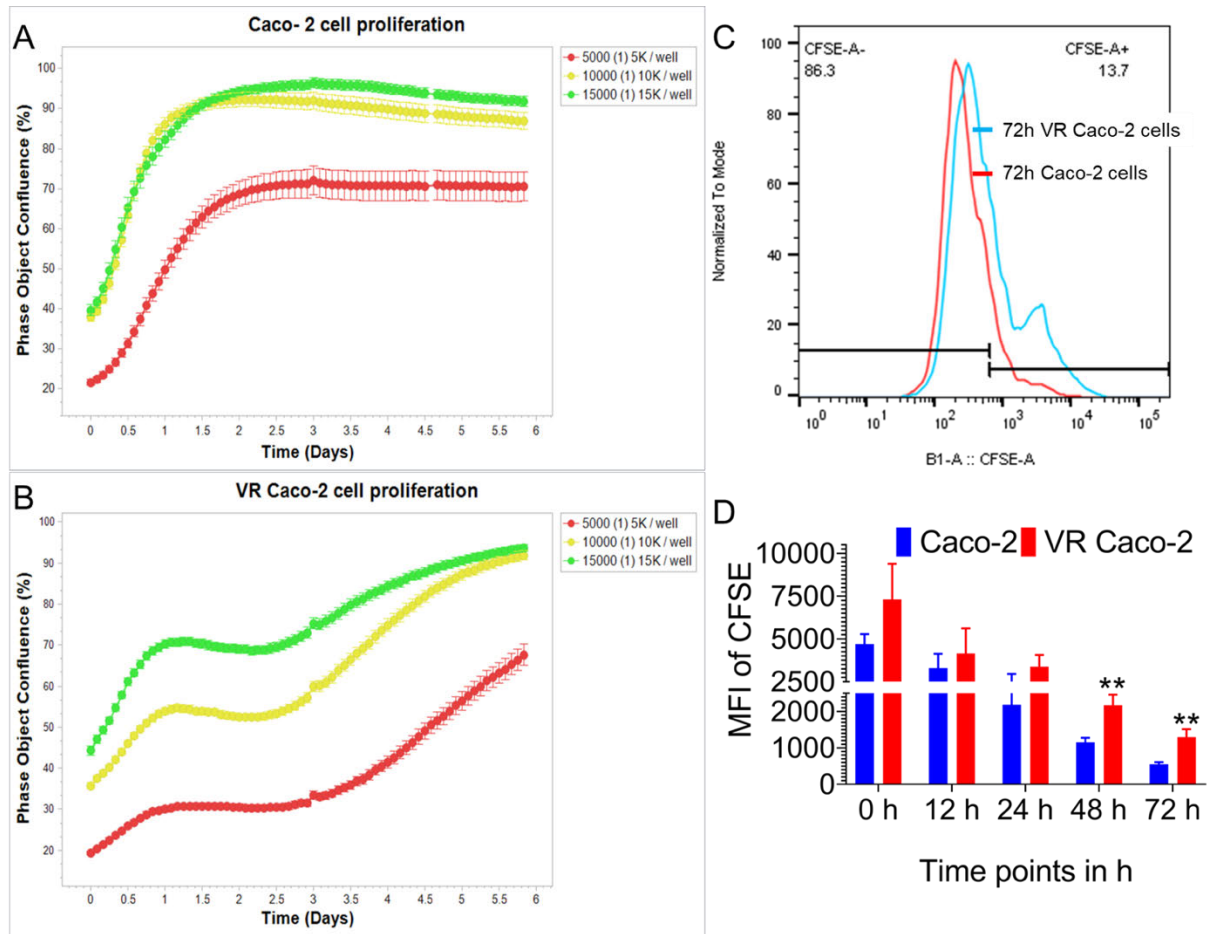 A
Caco- 2 cell proliferation
5000 (1) 5K / well
10000 (1) 10K / well
15000 (1) 15K / well
Phase Object Confluence (%)
100
90
80
70
60
50
40
30
20
0 0.5 1 1.5 2 2.5 3 3.5 4 4.5 5 5.5 6
Time (Days)
B
VR Caco-2 cell proliferation
5000 (1) 5K / well
10000 (1) 10K / well
15000 (1) 15K / well
Phase Object Confluence (%)
100
90
80
70
60
50
40
30
20
0 0.5 1 1.5 2 2.5 3 3.5 4 4.5 5 5.5 6
Time (Days)
C
CFSE-A-
86.3
CFSE-A+
13.7
72h VR Caco-2 cells
72h Caco-2 cells
Normalized To Mode
100
80
60
40
20
0
10^0 10^1 10^2 10^3 10^4 10^5
B1-A :: CFSE-A
D
Caco-2 VR Caco-2
MFI of CFSE
10000
7500
5000
2500
2000
1000
0
** **
0 h 12 h 24 h 48 h 72 h
Time points in h